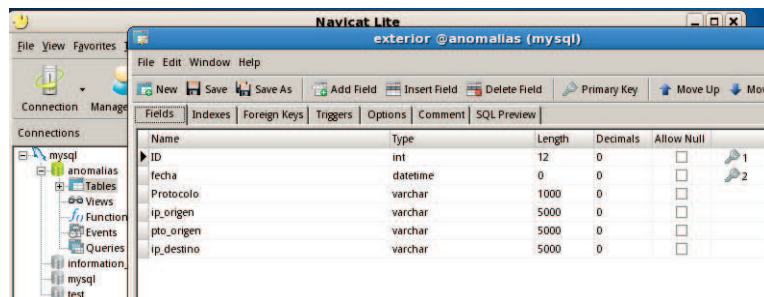 Navicat Lite
File View Favorites
exterior @anomalias (mysql)
File Edit Window Help
New Save Save As Add Field Insert Field Delete Field Primary Key Move Up
Connection
Fields Indexes Foreign Keys Triggers Options Comment SQL Preview
Connections
Name Type Length Decimals Allow Null
mysql
ID int 12 0 1
anomalias
fecha datetime 0 0 2
Tables
Protocolo varchar 1000 0
Views
ip_origen varchar 5000 0
Function
pto_origen varchar 5000 0
Events
ip_destino varchar 5000 0
Queries
information_
mysql
test